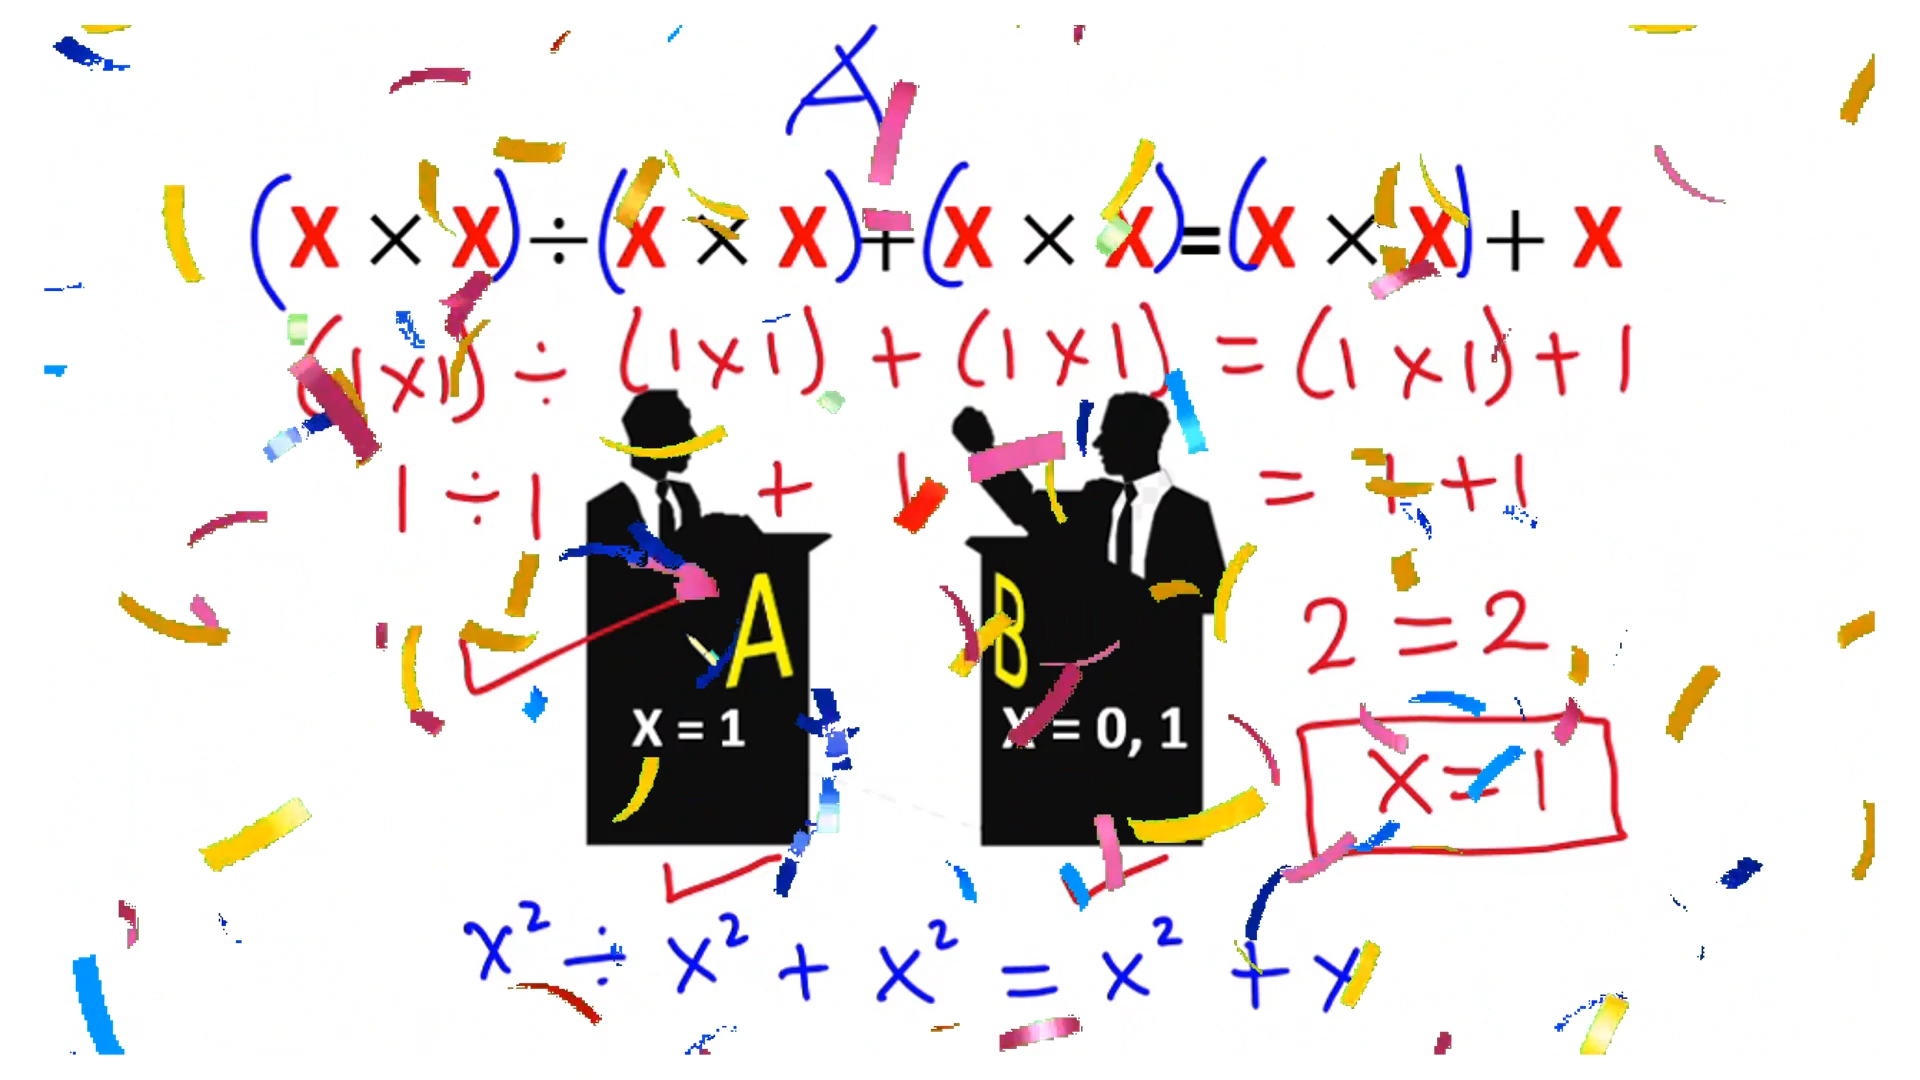 A
(X × X) ÷ (X × X) + (X × X) = (X × X) + X
(1×1) ÷ (1×1) + (1×1) = (1×1) + 1
1 ÷ 1 + 1 = 1 + 1
A
B
2 = 2
X = 1
X = 0, 1
x = 1
x² ÷ x² + x² = x² + x